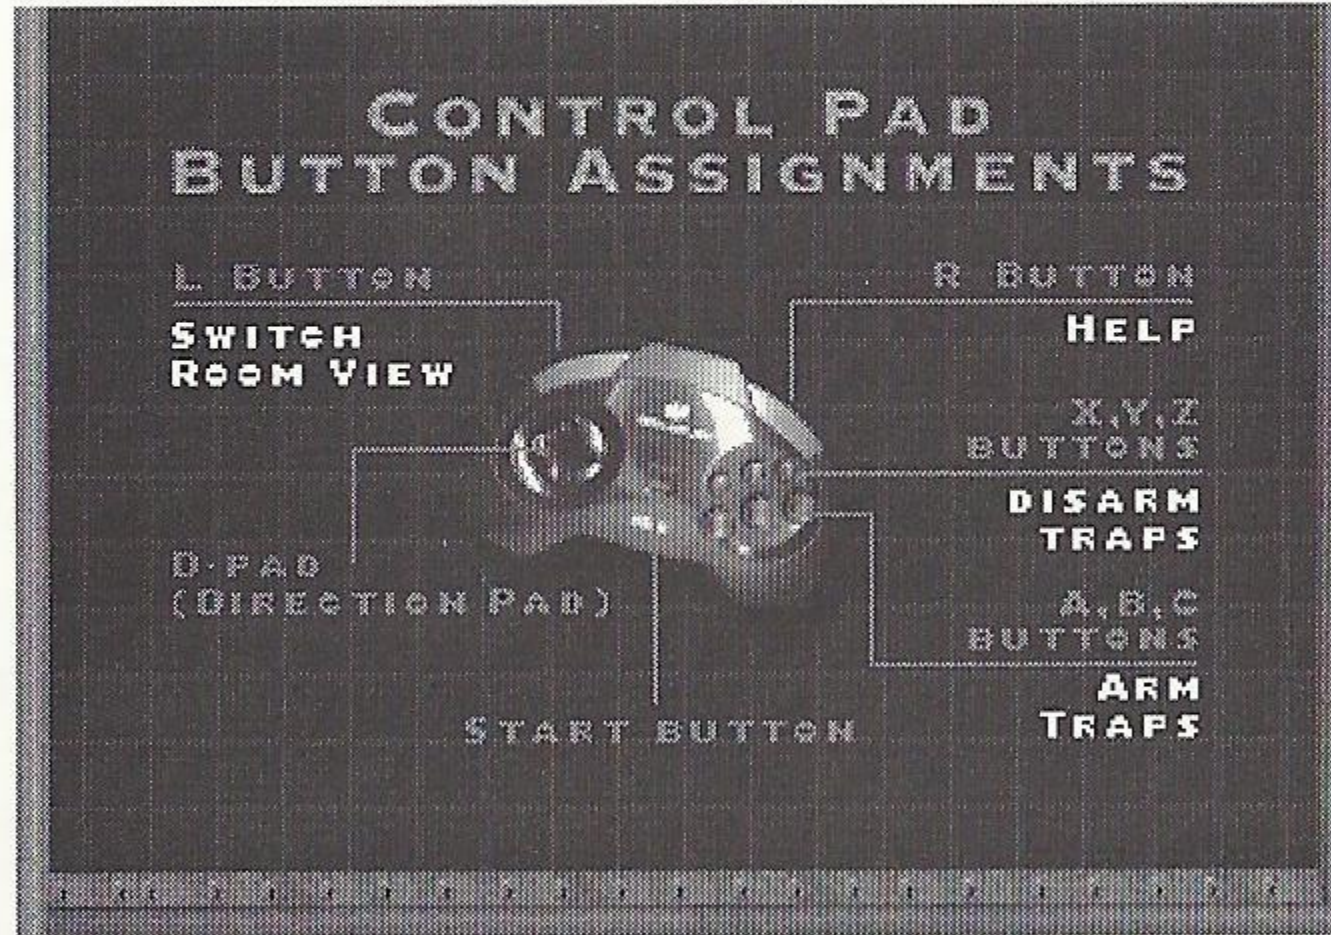 CONTROL PAD
BUTTON ASSIGNMENTS
L BUTTON
SWITCH
ROOM VIEW
R BUTTON
HELP
X,Y,Z
BUTTONS
DISARM
TRAPS
D-PAD
(DIRECTION PAD)
A,B,C
BUTTONS
ARM
TRAPS
START BUTTON